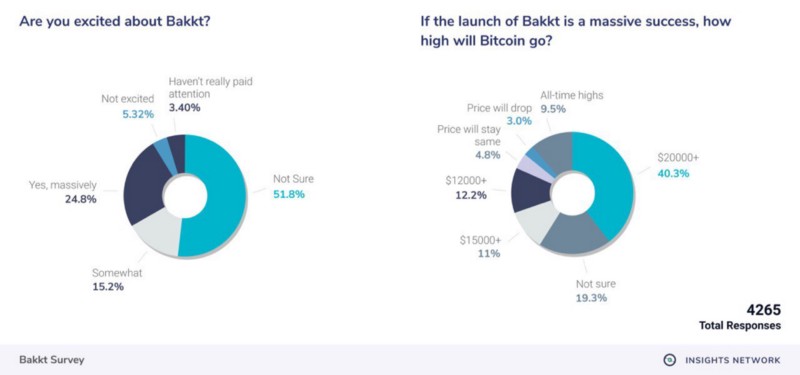 Are you excited about Bakkt?
Haven't really paid
attention
3.40%
Not excited
5.32%
Yes, massively
24.8%
Not Sure
51.8%
Somewhat
15.2%
If the launch of Bakkt is a massive success, how
high will Bitcoin go?
All-time highs
9.5%
Price will drop
3.0%
Price will stay
same
4.8%
$20000+
40.3%
$12000+
12.2%
$15000+
11%
Not sure
19.3%
4265
Total Responses
Bakkt Survey
INSIGHTS NETWORK